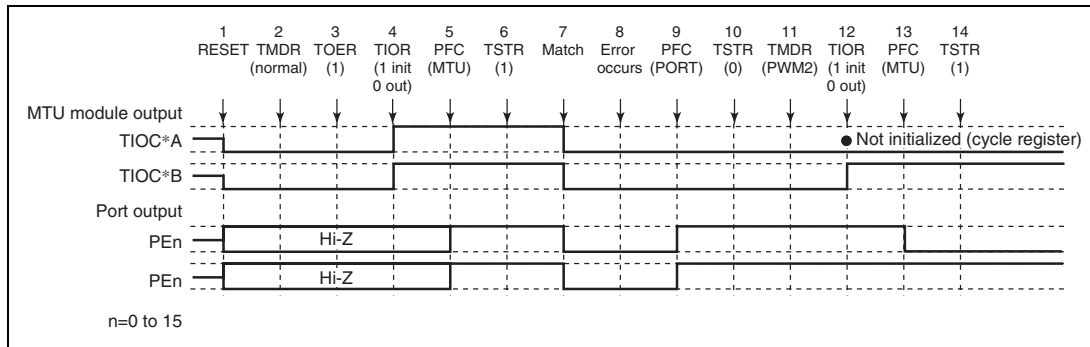 1 2 3 4 5 6 7 8 9 10 11 12 13 14
RESET TMDR TOER TIOR PFC TSTR Match Error PFC TSTR TMDR TIOR PFC TSTR
(normal) (1) (1 init (MTU) (1) occurs (PORT) (0) (PWM2) (1 init (MTU) (1)
0 out) 0 out)
MTU module output
TIOC*A ● Not initialized (cycle register)
TIOC*B
Port output
PEn Hi-Z
PEn Hi-Z
n=0 to 15